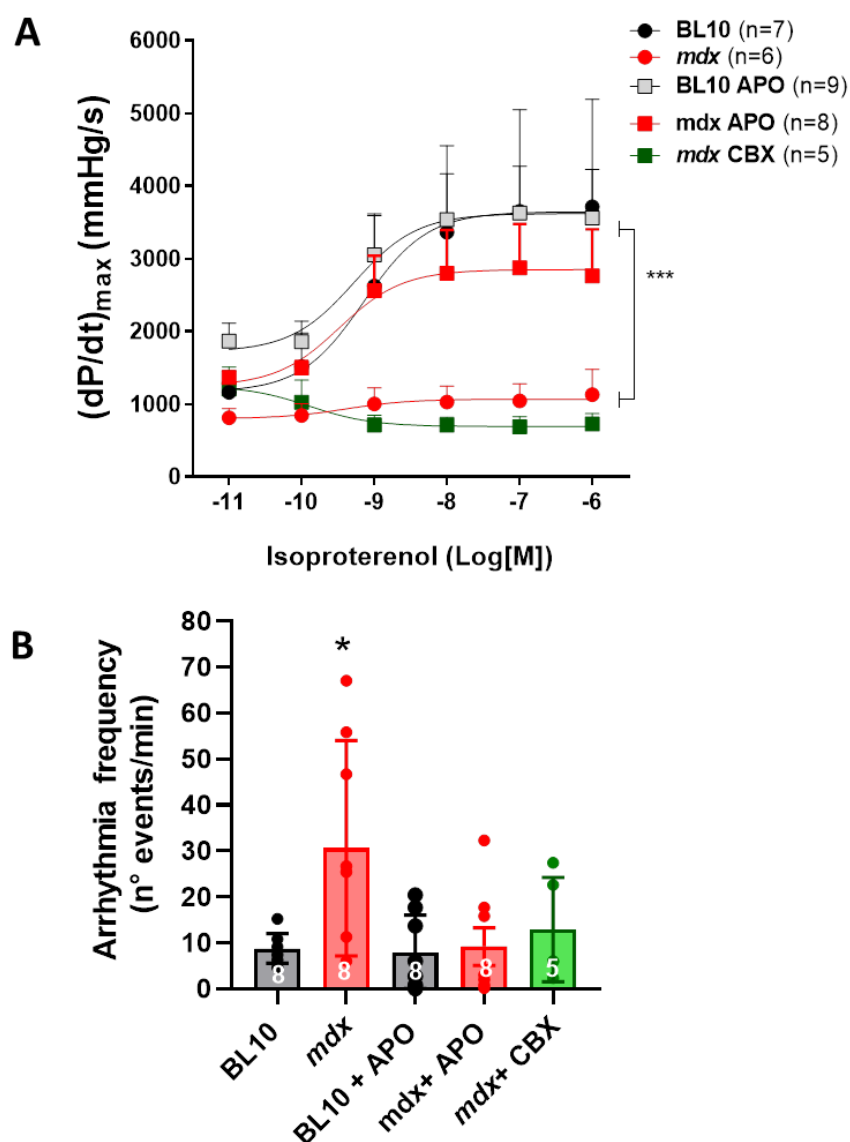 A
BL10 (n=7)
mdx (n=6)
BL10 APO (n=9)
mdx APO (n=8)
mdx CBX (n=5)
(dP/dt)max (mmHg/s)
6000
5000
4000
3000
2000
1000
0
***
-11 -10 -9 -8 -7 -6
Isoproterenol (Log[M])
B
Arrhythmia frequency
(n° events/min)
80
70
60
50
40
30
20
10
0
*
8 8 8 8 5
BL10 mdx BL10 + APO mdx+ APO mdx+ CBX